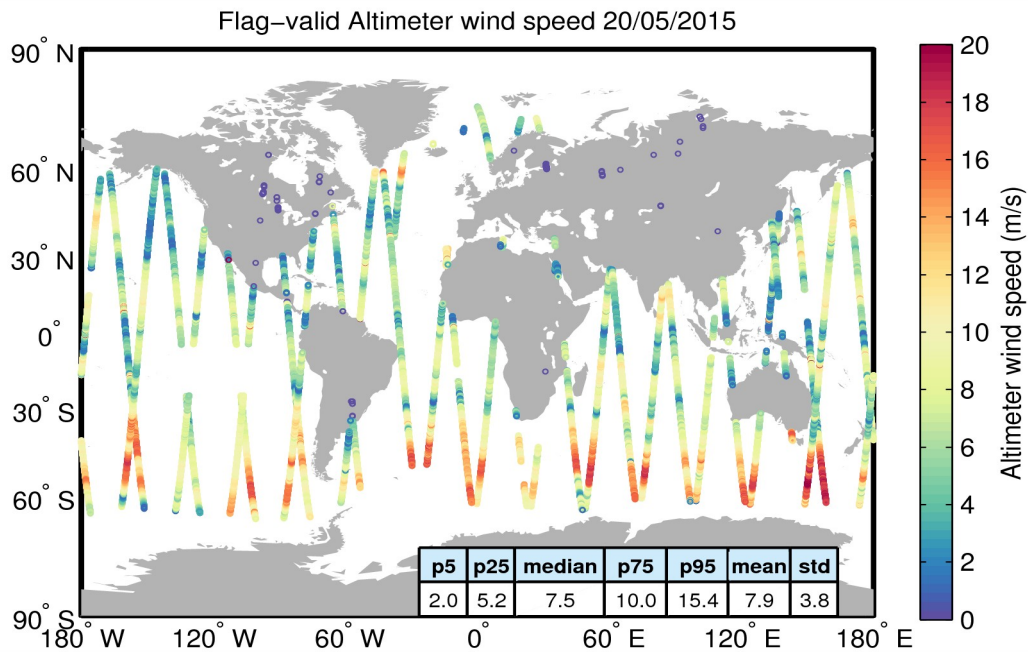 Flag−valid Altimeter wind speed 20/05/2015
90° N
60° N
30° N
0°
30° S
60° S
90° S
180° W
120° W
60° W
0°
60° E
120° E
180° E
p5 p25 median p75 p95 mean std
2.0 5.2 7.5 10.0 15.4 7.9 3.8
20
18
16
14
12
10
8
6
4
2
0
Altimeter wind speed (m/s)